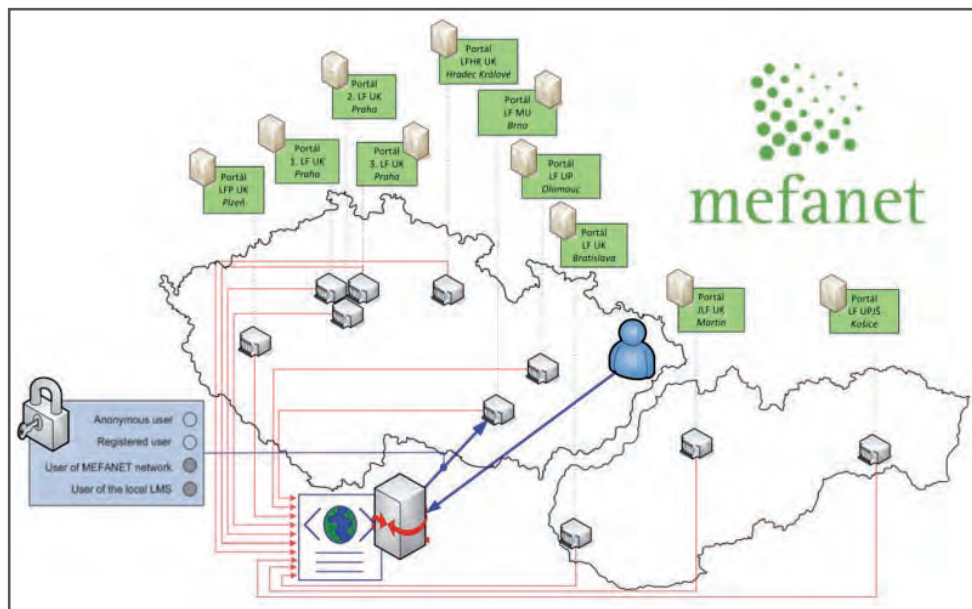 Portál
LFHK UK
Hradec Králové
Portál
2. LF UK
Praha
Portál
LF MU
Brno
Portál
1. LF UK
Praha
Portál
3. LF UK
Praha
Portál
LFP UK
Plzeň
Portál
LF UP
Olomouc
mefanet
Portál
LF UK
Bratislava
Portál
JLF UK
Martin
Portál
LF UPJŠ
Košice
Anonymous user
Registered user
User of MEFANET network
User of the local LMS